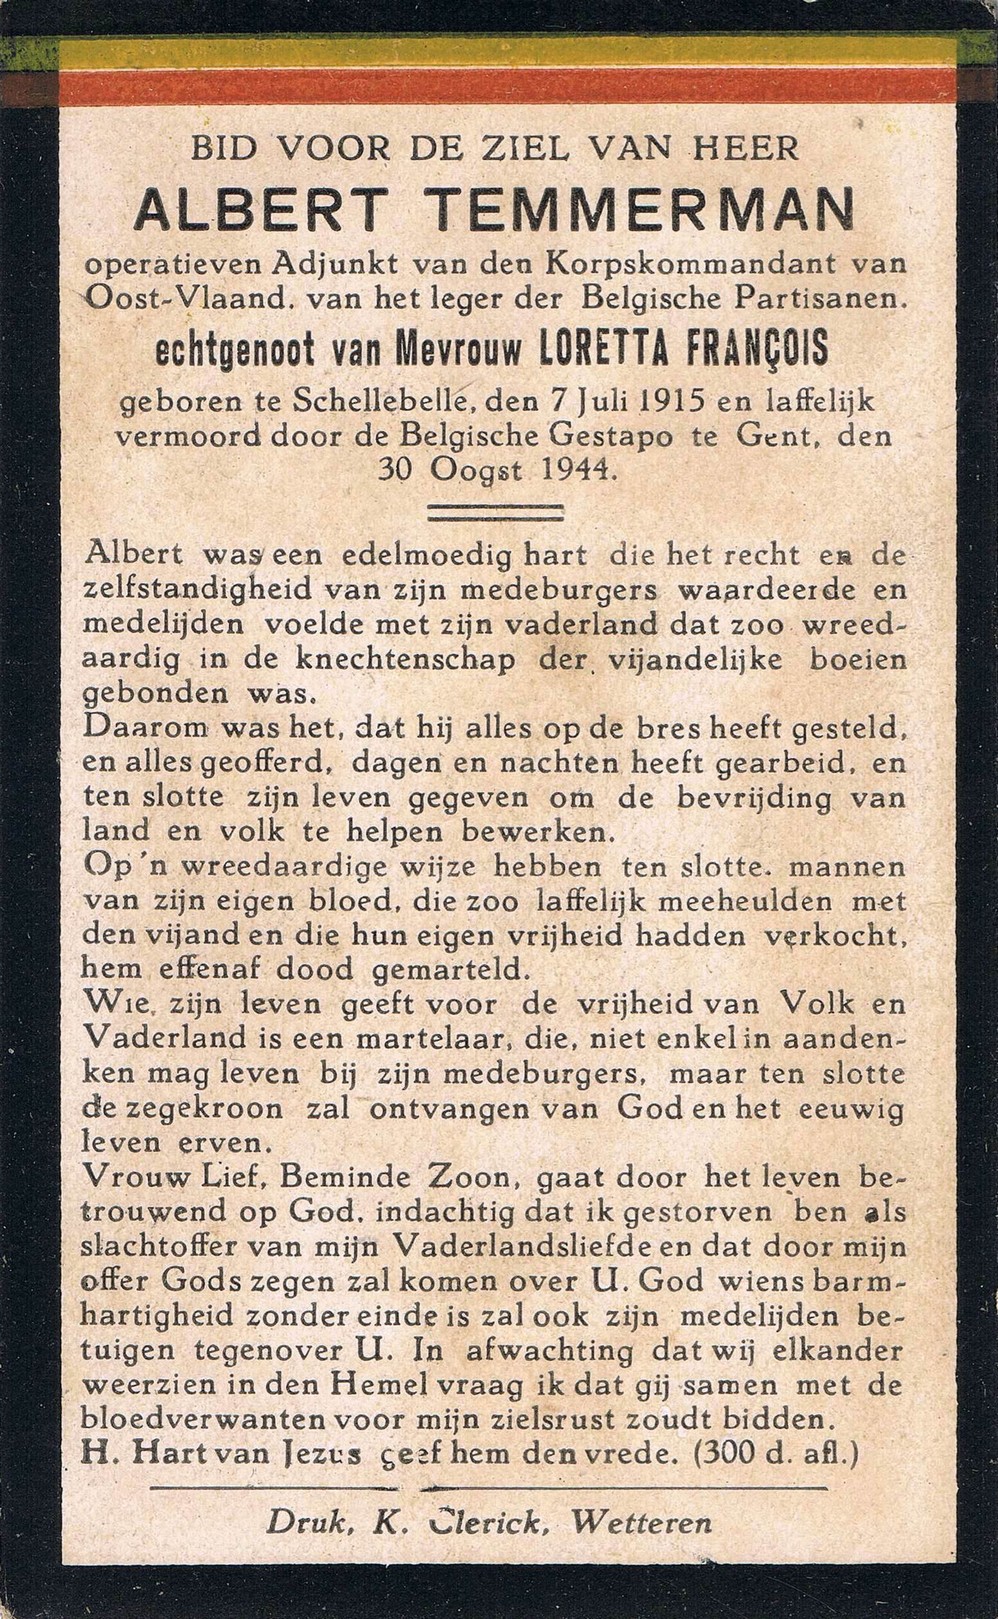 BID VOOR DE ZIEL VAN HEER
ALBERT TEMMERMAN
operatieven Adjunkt van den Korpskommandant van
Oost-Vlaand. van het leger der Belgische Partisanen.
echtgenoot van Mevrouw LORETTA FRANÇOIS
geboren te Schellebelle, den 7 Juli 1915 en laffelijk
vermoord door de Belgische Gestapo te Gent, den
30 Oogst 1944.
Albert was een edelmoedig hart die het recht en de
zelfstandigheid van zijn medeburgers waardeerde en
medelijden voelde met zijn vaderland dat zoo wreed-
aardig in de knechtenschap der vijandelijke boeien
gebonden was.
Daarom was het, dat hij alles op de bres heeft gesteld,
en alles geofferd, dagen en nachten heeft gearbeid, en
ten slotte zijn leven gegeven om de bevrijding van
land en volk te helpen bewerken.
Op 'n wreedaardige wijze hebben ten slotte. mannen
van zijn eigen bloed, die zoo laffelijk meeheulden met
den vijand en die hun eigen vrijheid hadden verkocht,
hem effenaf dood gemarteld.
Wie, zijn leven geeft voor de vrijheid van Volk en
Vaderland is een martelaar, die, niet enkel in aanden-
ken mag leven bij zijn medeburgers, maar ten slotte
de zegekroon zal ontvangen van God en het eeuwig
leven erven.
Vrouw Lief, Beminde Zoon, gaat door het leven be-
trouwend op God, indachtig dat ik gestorven ben als
slachtoffer van mijn Vaderlandsliefde en dat door mijn
offer Gods zegen zal komen over U. God wiens barm-
hartigheid zonder einde is zal ook zijn medelijden be-
tuigen tegenover U. In afwachting dat wij elkander
weerzien in den Hemel vraag ik dat gij samen met de
bloedverwanten voor mijn zielsrust zoudt bidden.
H. Hart van Jezus geef hem den vrede. (300 d. afl.)
Druk, K. Clerick, Wetteren